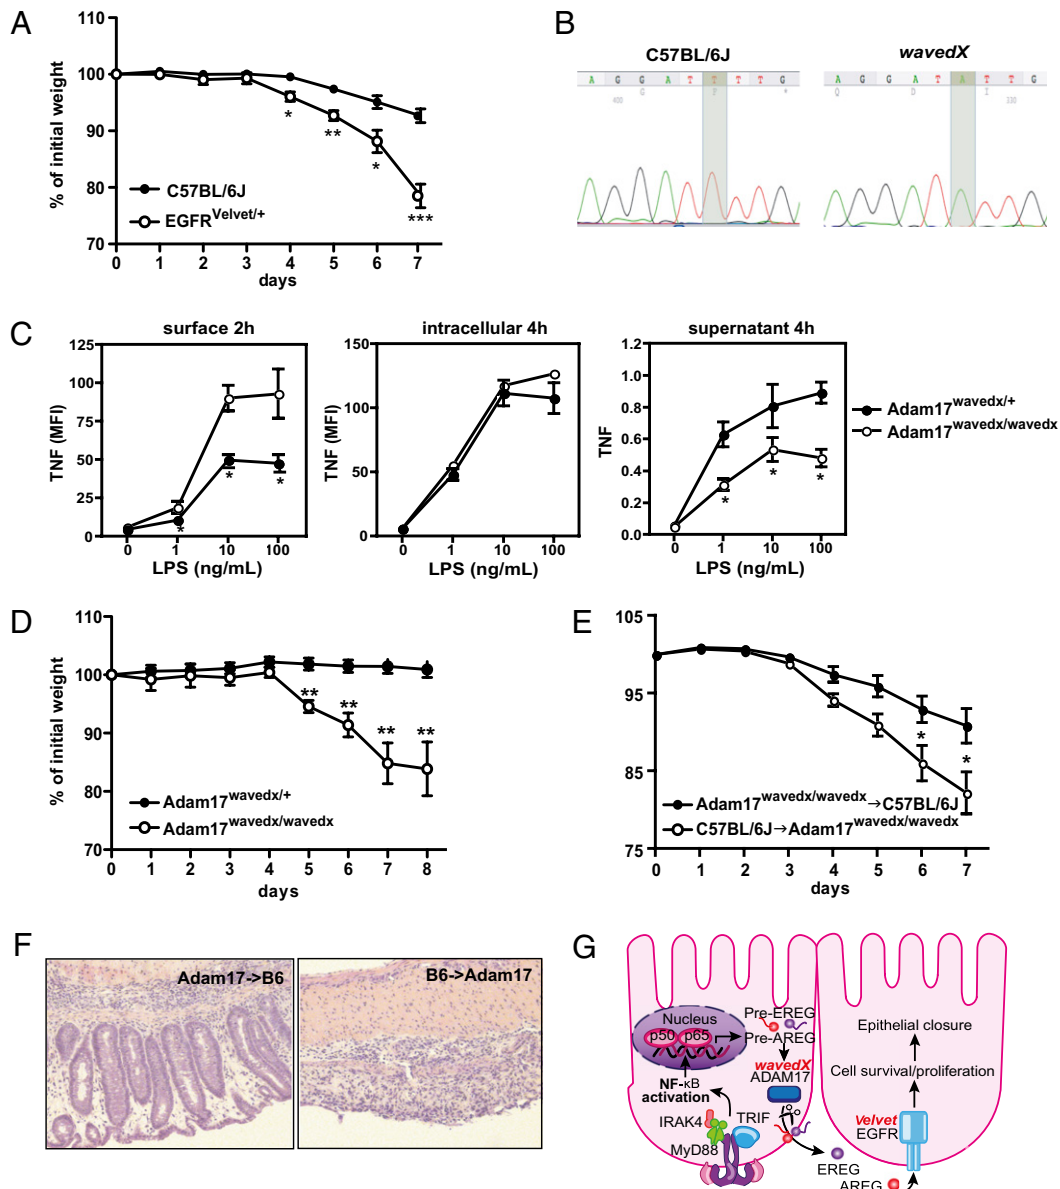 A
110
100
90
80
70
% of initial weight
C57BL/6J
EGFR^Velvet/+
*
**
*
***
0 1 2 3 4 5 6 7
days
B
C57BL/6J
wavedX
A G G A T T T T G
G F *
400
A G G A T A T T G
Q D I
330
C
surface 2h
125
100
75
50
25
0
TNF (MFI)
* * *
0 1 10 100
LPS (ng/mL)
intracellular 4h
150
100
50
0
TNF (MFI)
0 1 10 100
LPS (ng/mL)
supernatant 4h
1.2
1.0
0.8
0.6
0.4
0.2
0.0
TNF
* * *
0 1 10 100
LPS (ng/mL)
Adam17^wavedx/+
Adam17^wavedx/wavedx
D
110
100
90
80
70
% of initial weight
** ** ** **
Adam17^wavedx/+
Adam17^wavedx/wavedx
0 1 2 3 4 5 6 7 8
days
E
105
95
85
75
* *
Adam17^wavedx/wavedx→C57BL/6J
C57BL/6J→Adam17^wavedx/wavedx
0 1 2 3 4 5 6 7
days
F
Adam17->B6
B6->Adam17
G
Nucleus
p50 p65
Pre-EREG
Pre-AREG
wavedX
ADAM17
NF-κB
activation
IRAK4
TRIF
MyD88
EREG
AREG
Epithelial closure
Cell survival/proliferation
Velvet
EGFR